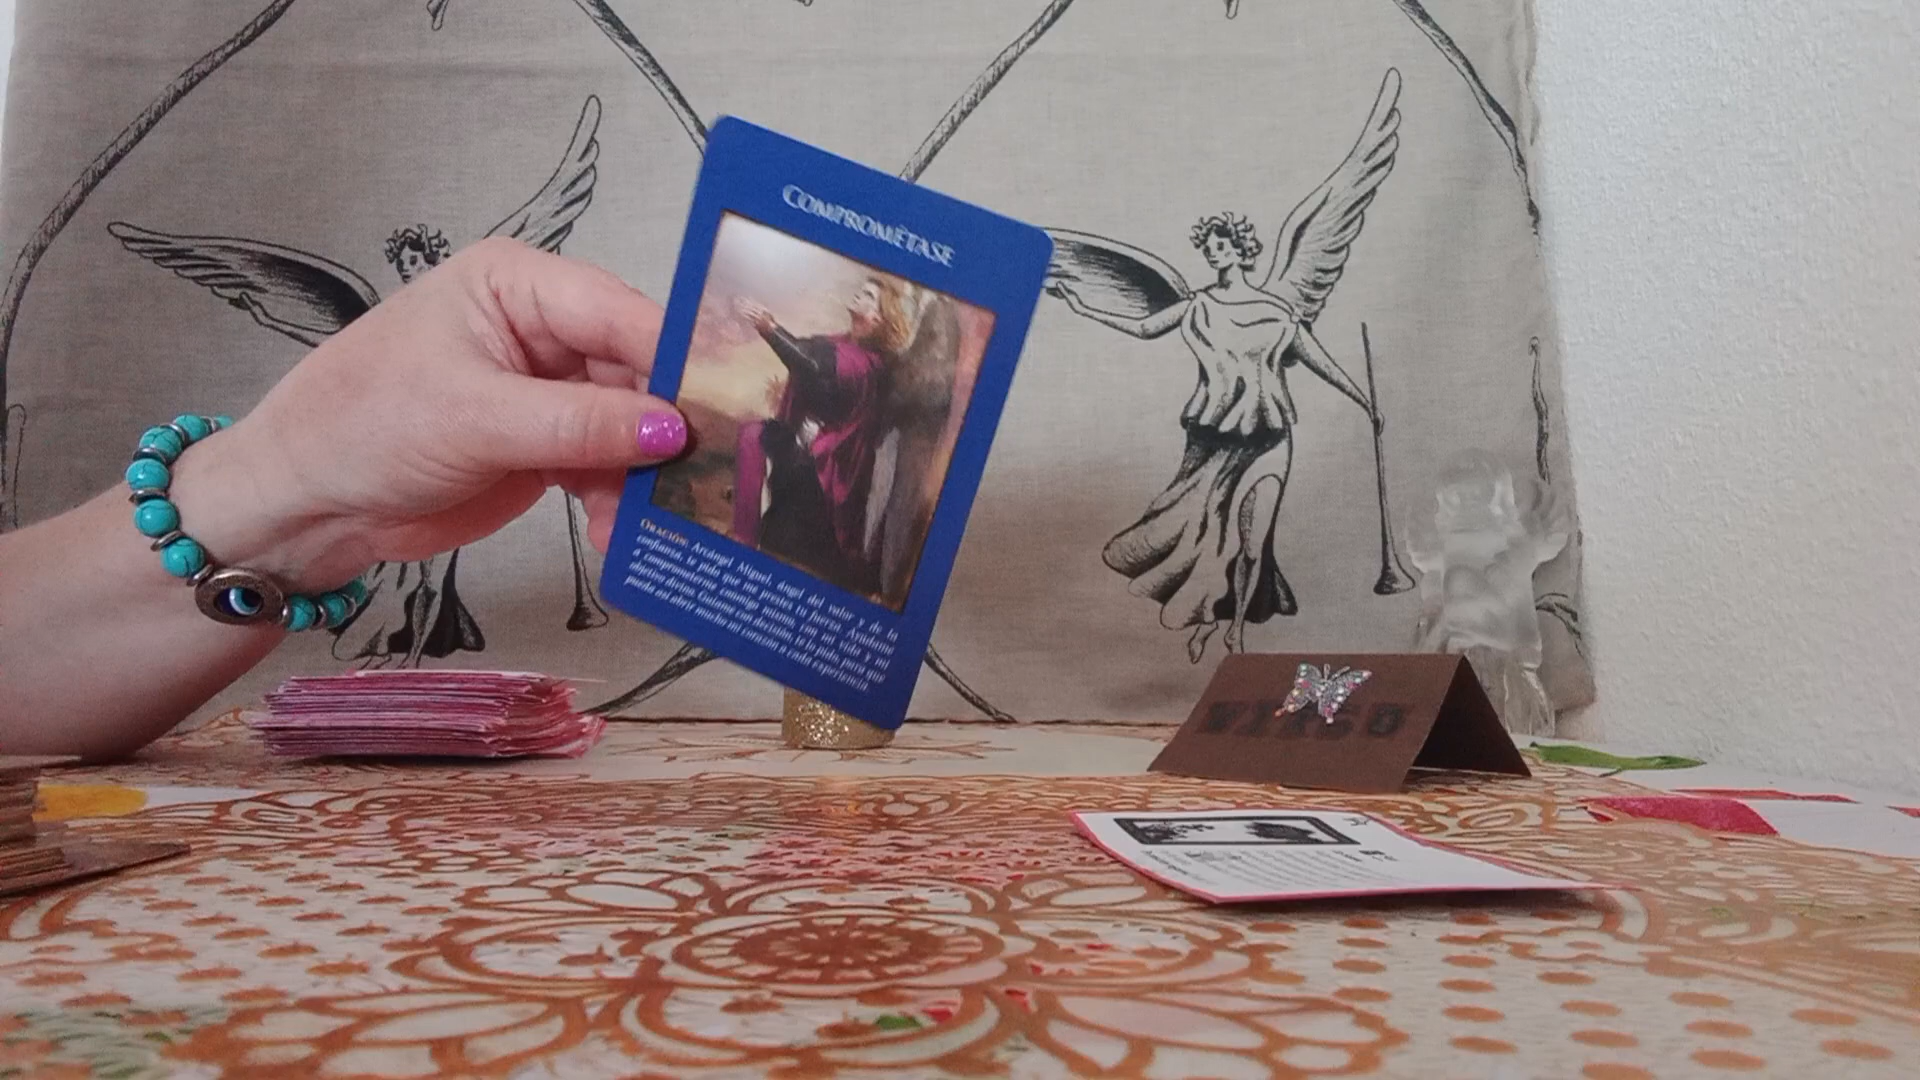 COMPROMÉTASE
ORACIÓN: Arcángel Miguel, ángel del valor y de la
confianza, te pido que me prestes tu fuerza. Ayúdame
a comprometerme conmigo mismo, con mi vida y mi
objetivo divino. Guíame con decisión, te lo pido, para que
pueda así abrir mucho mi corazón a cada experiencia.
VIRGO